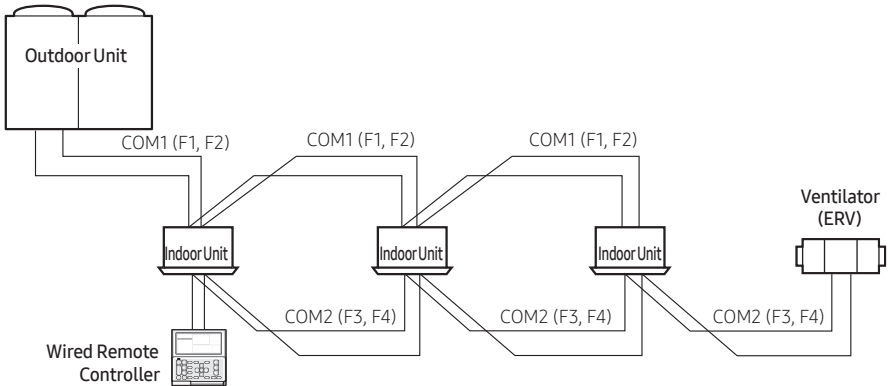 Outdoor Unit
COM1 (F1, F2)
COM1 (F1, F2)
COM1 (F1, F2)
Ventilator
(ERV)
Indoor Unit
Indoor Unit
Indoor Unit
COM2 (F3, F4)
COM2 (F3, F4)
COM2 (F3, F4)
Wired Remote
Controller